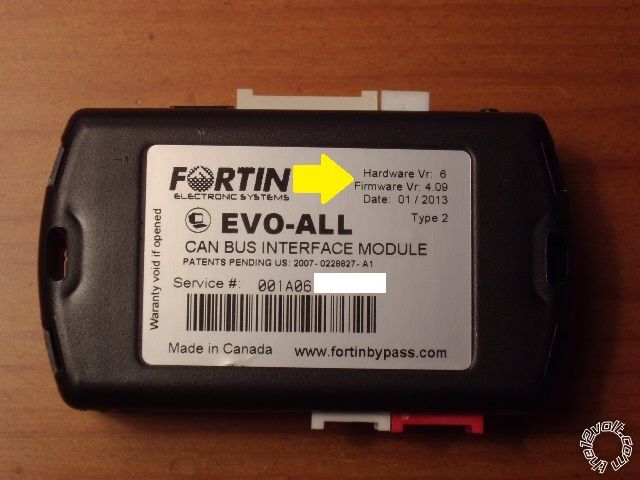 FORTIN
ELECTRONIC SYSTEMS
Hardware Vr: 6
Firmware Vr: 4.09
Date: 01 / 2013
Type 2
EVO-ALL
CAN BUS INTERFACE MODULE
PATENTS PENDING US: 2007-0228827-A1
Service #: 001A06
Made in Canada www.fortinbypass.com
Waranty void if opened
the12volt.com